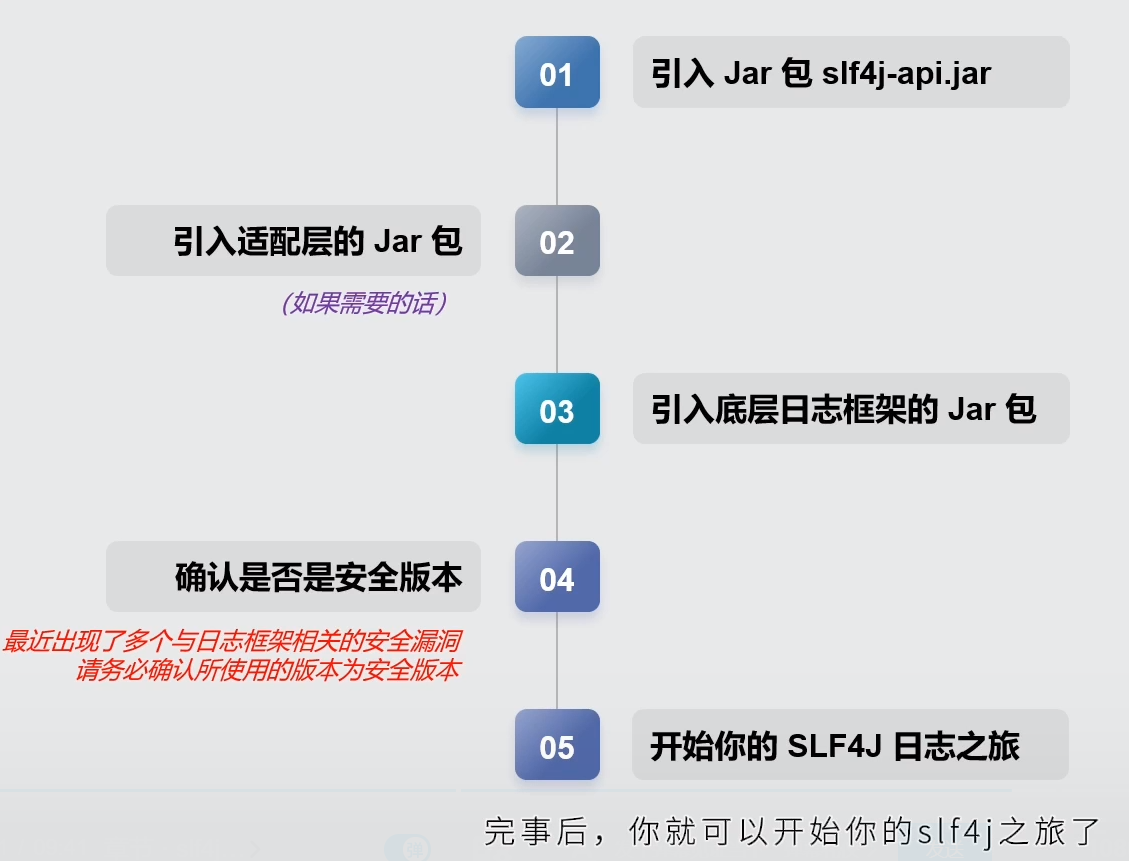 01
引入 Jar 包 slf4j-api.jar
引入适配层的 Jar 包
02
(如果需要的话)
03
引入底层日志框架的 Jar 包
确认是否是安全版本
04
最近出现了多个与日志框架相关的安全漏洞
请务必确认所使用的版本为安全版本
05
开始你的 SLF4J 日志之旅
完事后，你就可以开始你的slf4j之旅了